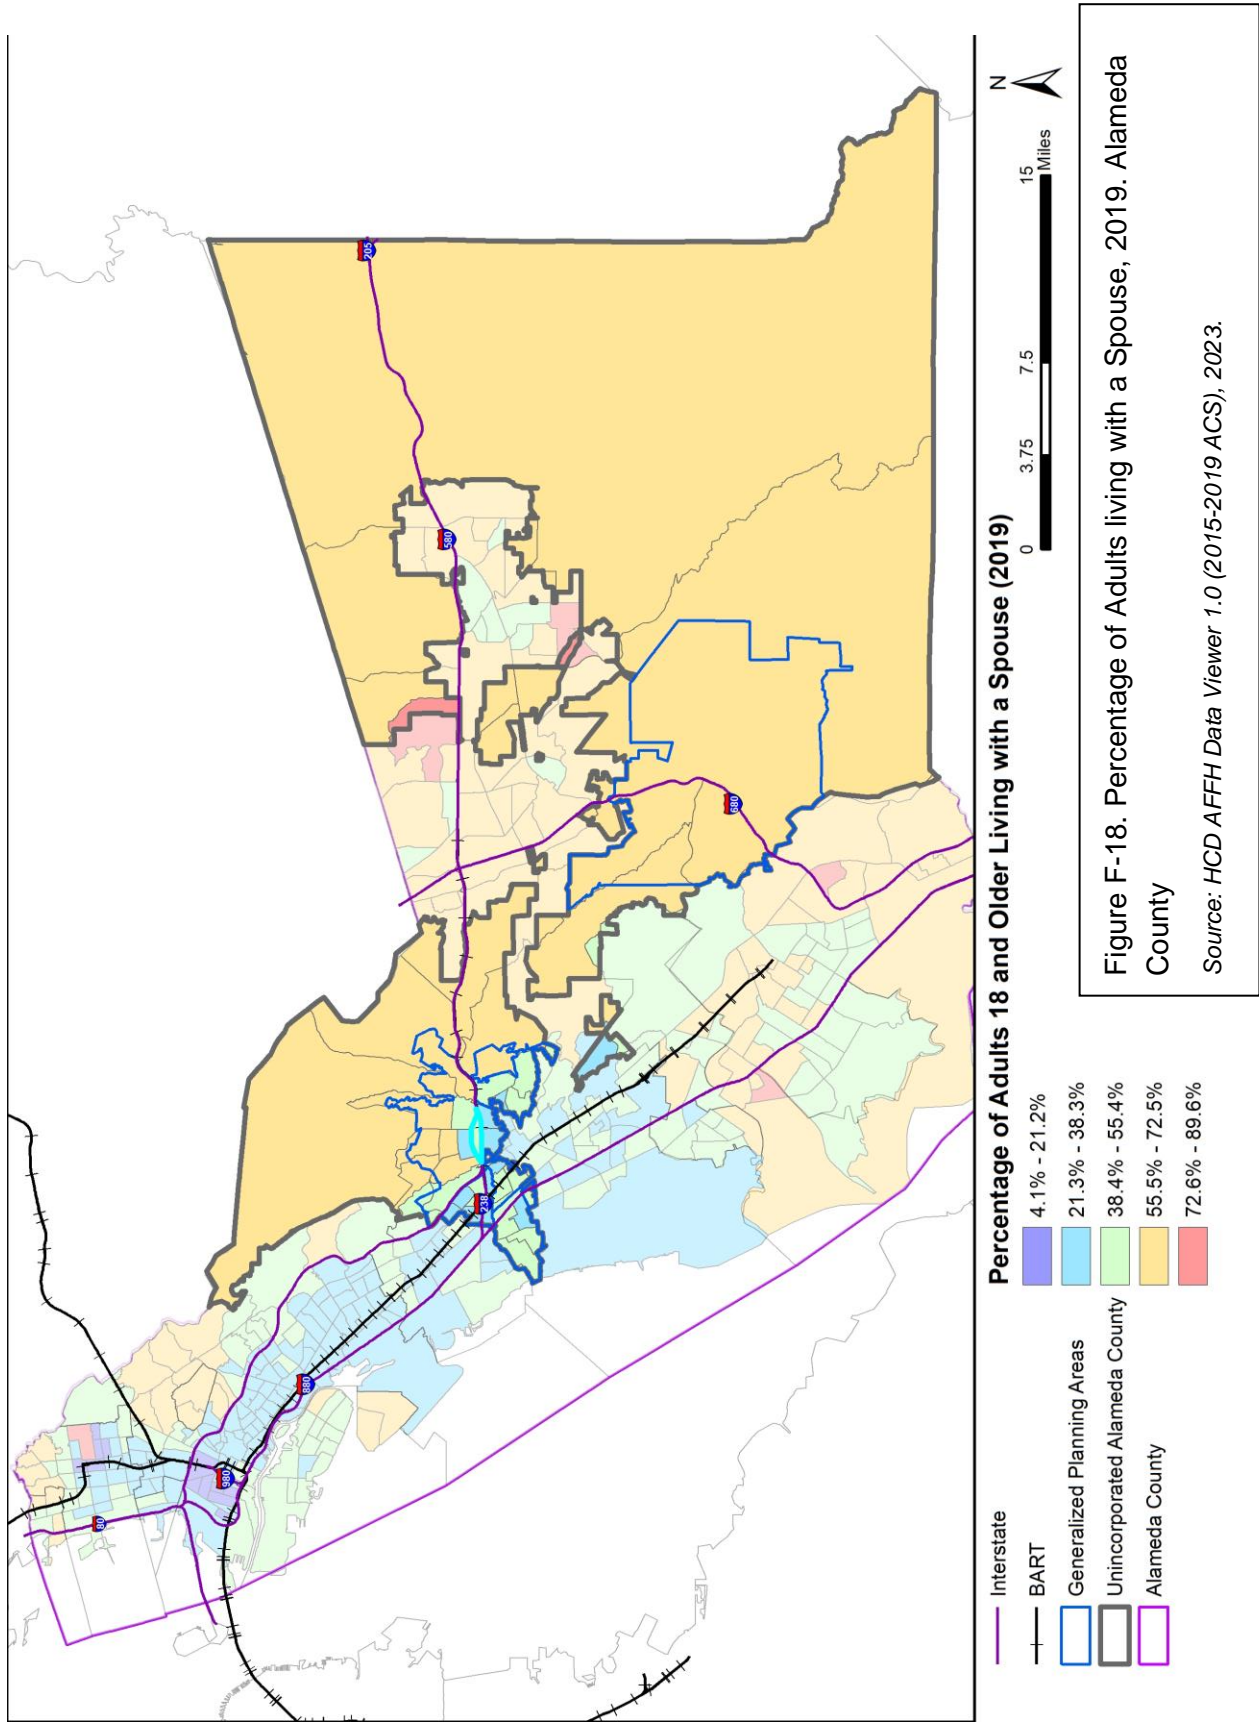 80
980
880
238
580
205
680
Percentage of Adults 18 and Older Living with a Spouse (2019)
Interstate
BART
Generalized Planning Areas
Unincorporated Alameda County
Alameda County
4.1% - 21.2%
21.3% - 38.3%
38.4% - 55.4%
55.5% - 72.5%
72.6% - 89.6%
0 3.75 7.5 15
Miles
N
Figure F-18. Percentage of Adults living with a Spouse, 2019. Alameda
County
Source: HCD AFFH Data Viewer 1.0 (2015-2019 ACS), 2023.